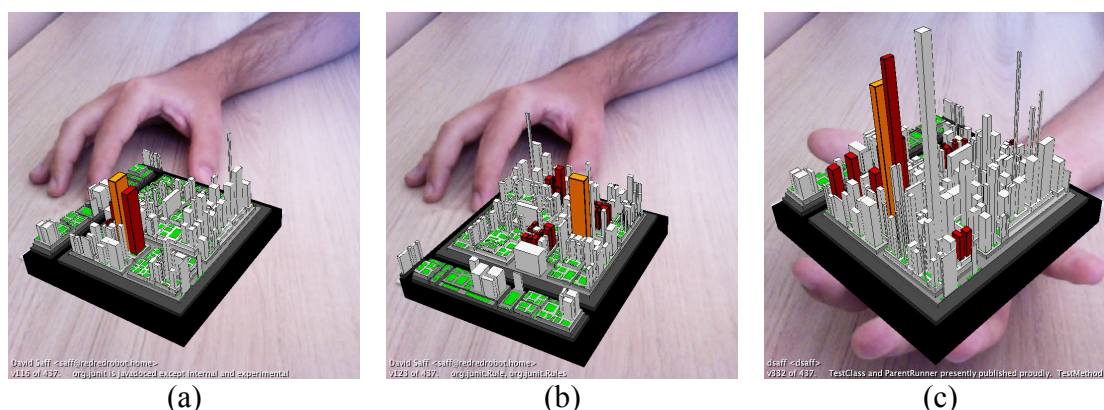 David Saff <saff@redredrobot.home>
v116 of 437. org.junit is javadoced except internal and experimental
David Saff <saff@redredrobot.home>
v123 of 437. org.junit.Rule, org.junit.Rules
dsaff <dsaff>
v332 of 437. TestClass and ParentRunner presently published proudly. TestMethod
(a)
(b)
(c)